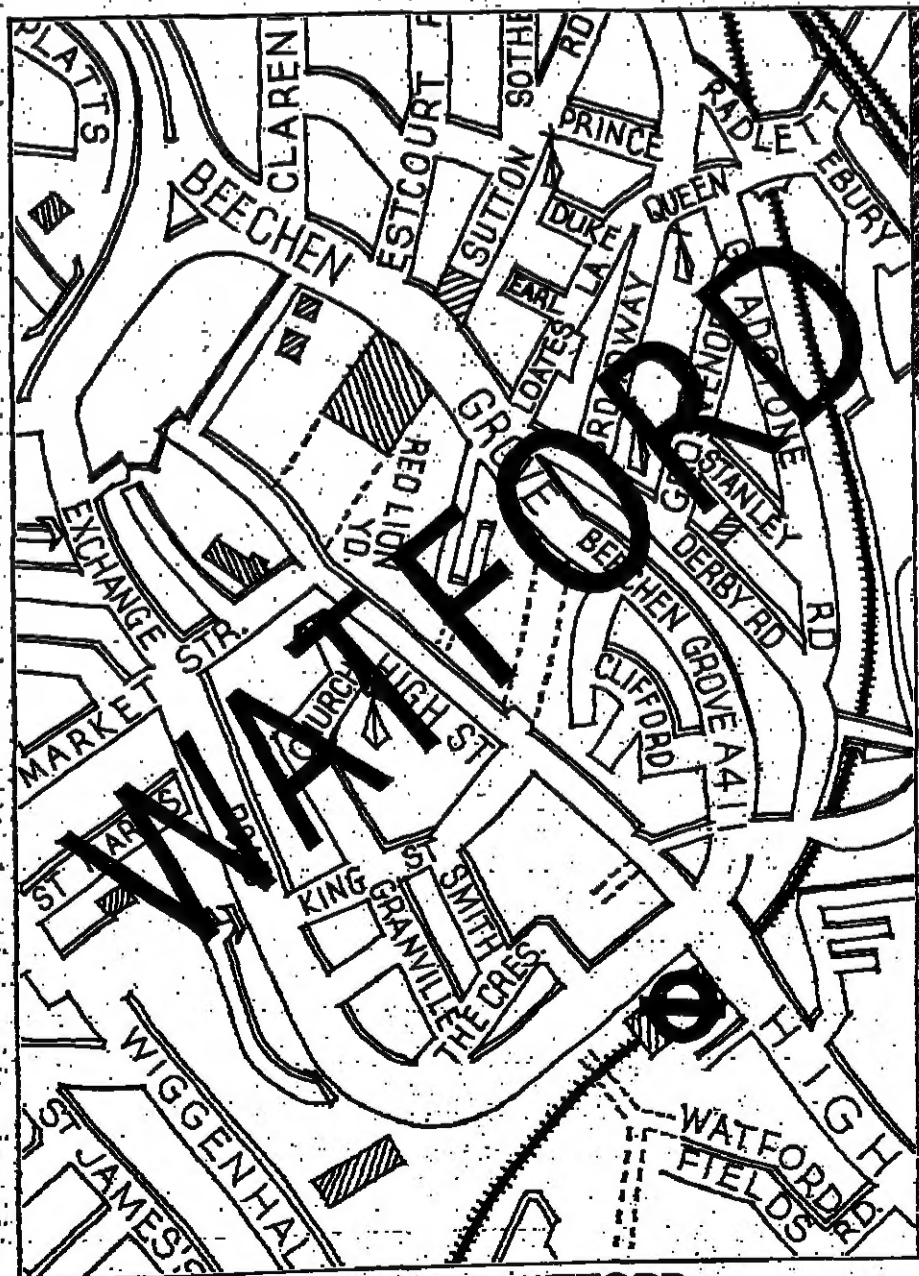 PLATTS
CLAREN
ESTCOURT
SOTHE
RD
PRINCE
RADLETT
EBURY
BEECHEN
SUTTON
DUKE
QUEEN
EARL
LOATES LA
GROVE
RED LION
YD
STANLEY
DERBY RD
RD
EXCHANGE
MARKET STR.
CHURCH
HIGH ST
BEECHEN GROVE A411
CLIFFORD
WATFORD
ST
KING
ST
GRANVILLE
SMITH
THE CRES.
HIGH
WIGGENHAL
ST JAMES'S
WATFORD
FIELDS
RD.